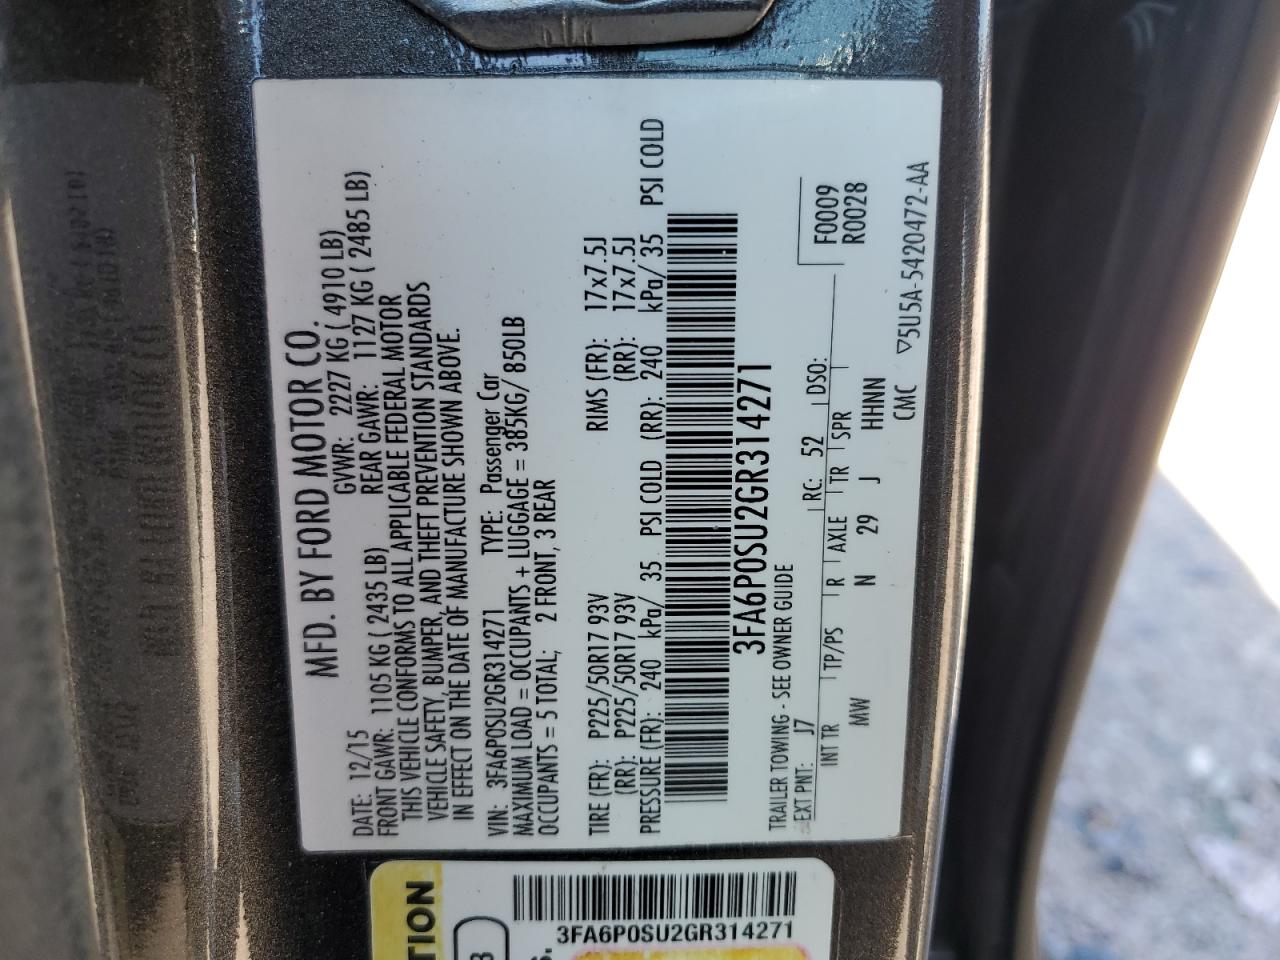 MFD. BY FORD MOTOR CO.
DATE: 12/15 GVWR: 2227 KG ( 4910 LB)
FRONT GAWR: 1105 KG ( 2435 LB) REAR GAWR: 1127 KG ( 2485 LB)
THIS VEHICLE CONFORMS TO ALL APPLICABLE FEDERAL MOTOR
VEHICLE SAFETY, BUMPER, AND THEFT PREVENTION STANDARDS
IN EFFECT ON THE DATE OF MANUFACTURE SHOWN ABOVE.
VIN: 3FA6P0SU2GR314271 TYPE: Passenger Car
MAXIMUM LOAD = OCCUPANTS + LUGGAGE = 385KG/ 850LB
OCCUPANTS = 5 TOTAL; 2 FRONT, 3 REAR
TIRE (FR): P225/50R17 93V RIMS (FR): 17x7.5J
(RR): P225/50R17 93V (RR): 17x7.5J
PRESSURE (FR): 240 kPa/ 35 PSI COLD (RR): 240 kPa/ 35 PSI COLD
3FA6P0SU2GR314271
TRAILER TOWING - SEE OWNER GUIDE
EXT PNT: J7 RC: 52 DSO: F0009
INT TR TP/PS R AXLE TR SPR R0028
MW N 29 J HHNN
CMC ▽5U5A-5420472-AA
TION
3FA6P0SU2GR314271